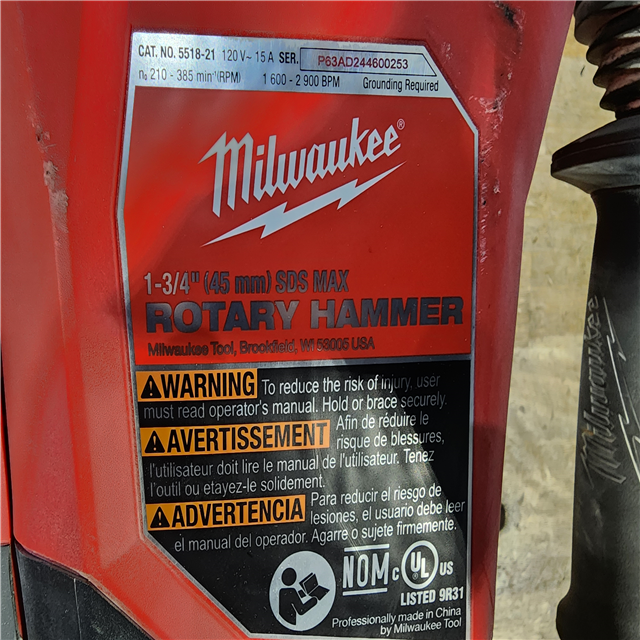 CAT. NO. 5518-21 120 V~ 15 A SER. P63AD244600253
n₀ 210 - 385 min⁻¹(RPM) 1 600 - 2 900 BPM Grounding Required
Milwaukee®
1-3/4" (45 mm) SDS MAX
ROTARY HAMMER
Milwaukee Tool, Brookfield, WI 53005 USA
WARNING To reduce the risk of injury, user
must read operator's manual. Hold or brace securely.
AVERTISSEMENT Afin de réduire le
risque de blessures,
l'utilisateur doit lire le manuel de l'utilisateur. Tenez
l'outil ou etayez-le solidement.
ADVERTENCIA Para reducir el riesgo de
lesiones, el usuario debe leer
el manual del operador. Agarre o sujete firmemente.
NOM c UL® US
LISTED 9R31
Professionally made in China
by Milwaukee Tool
Milwaukee